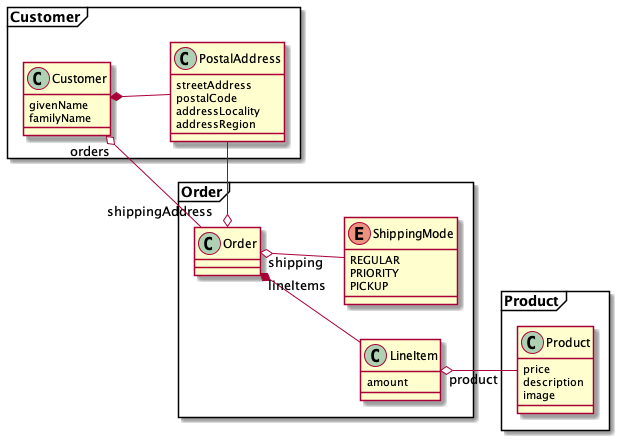 Customer
C Customer
givenName
familyName
C PostalAddress
streetAddress
postalCode
addressLocality
addressRegion
orders
shippingAddress
Order
C Order
shipping
lineItems
E ShippingMode
REGULAR
PRIORITY
PICKUP
C LineItem
amount
product
Product
C Product
price
description
image